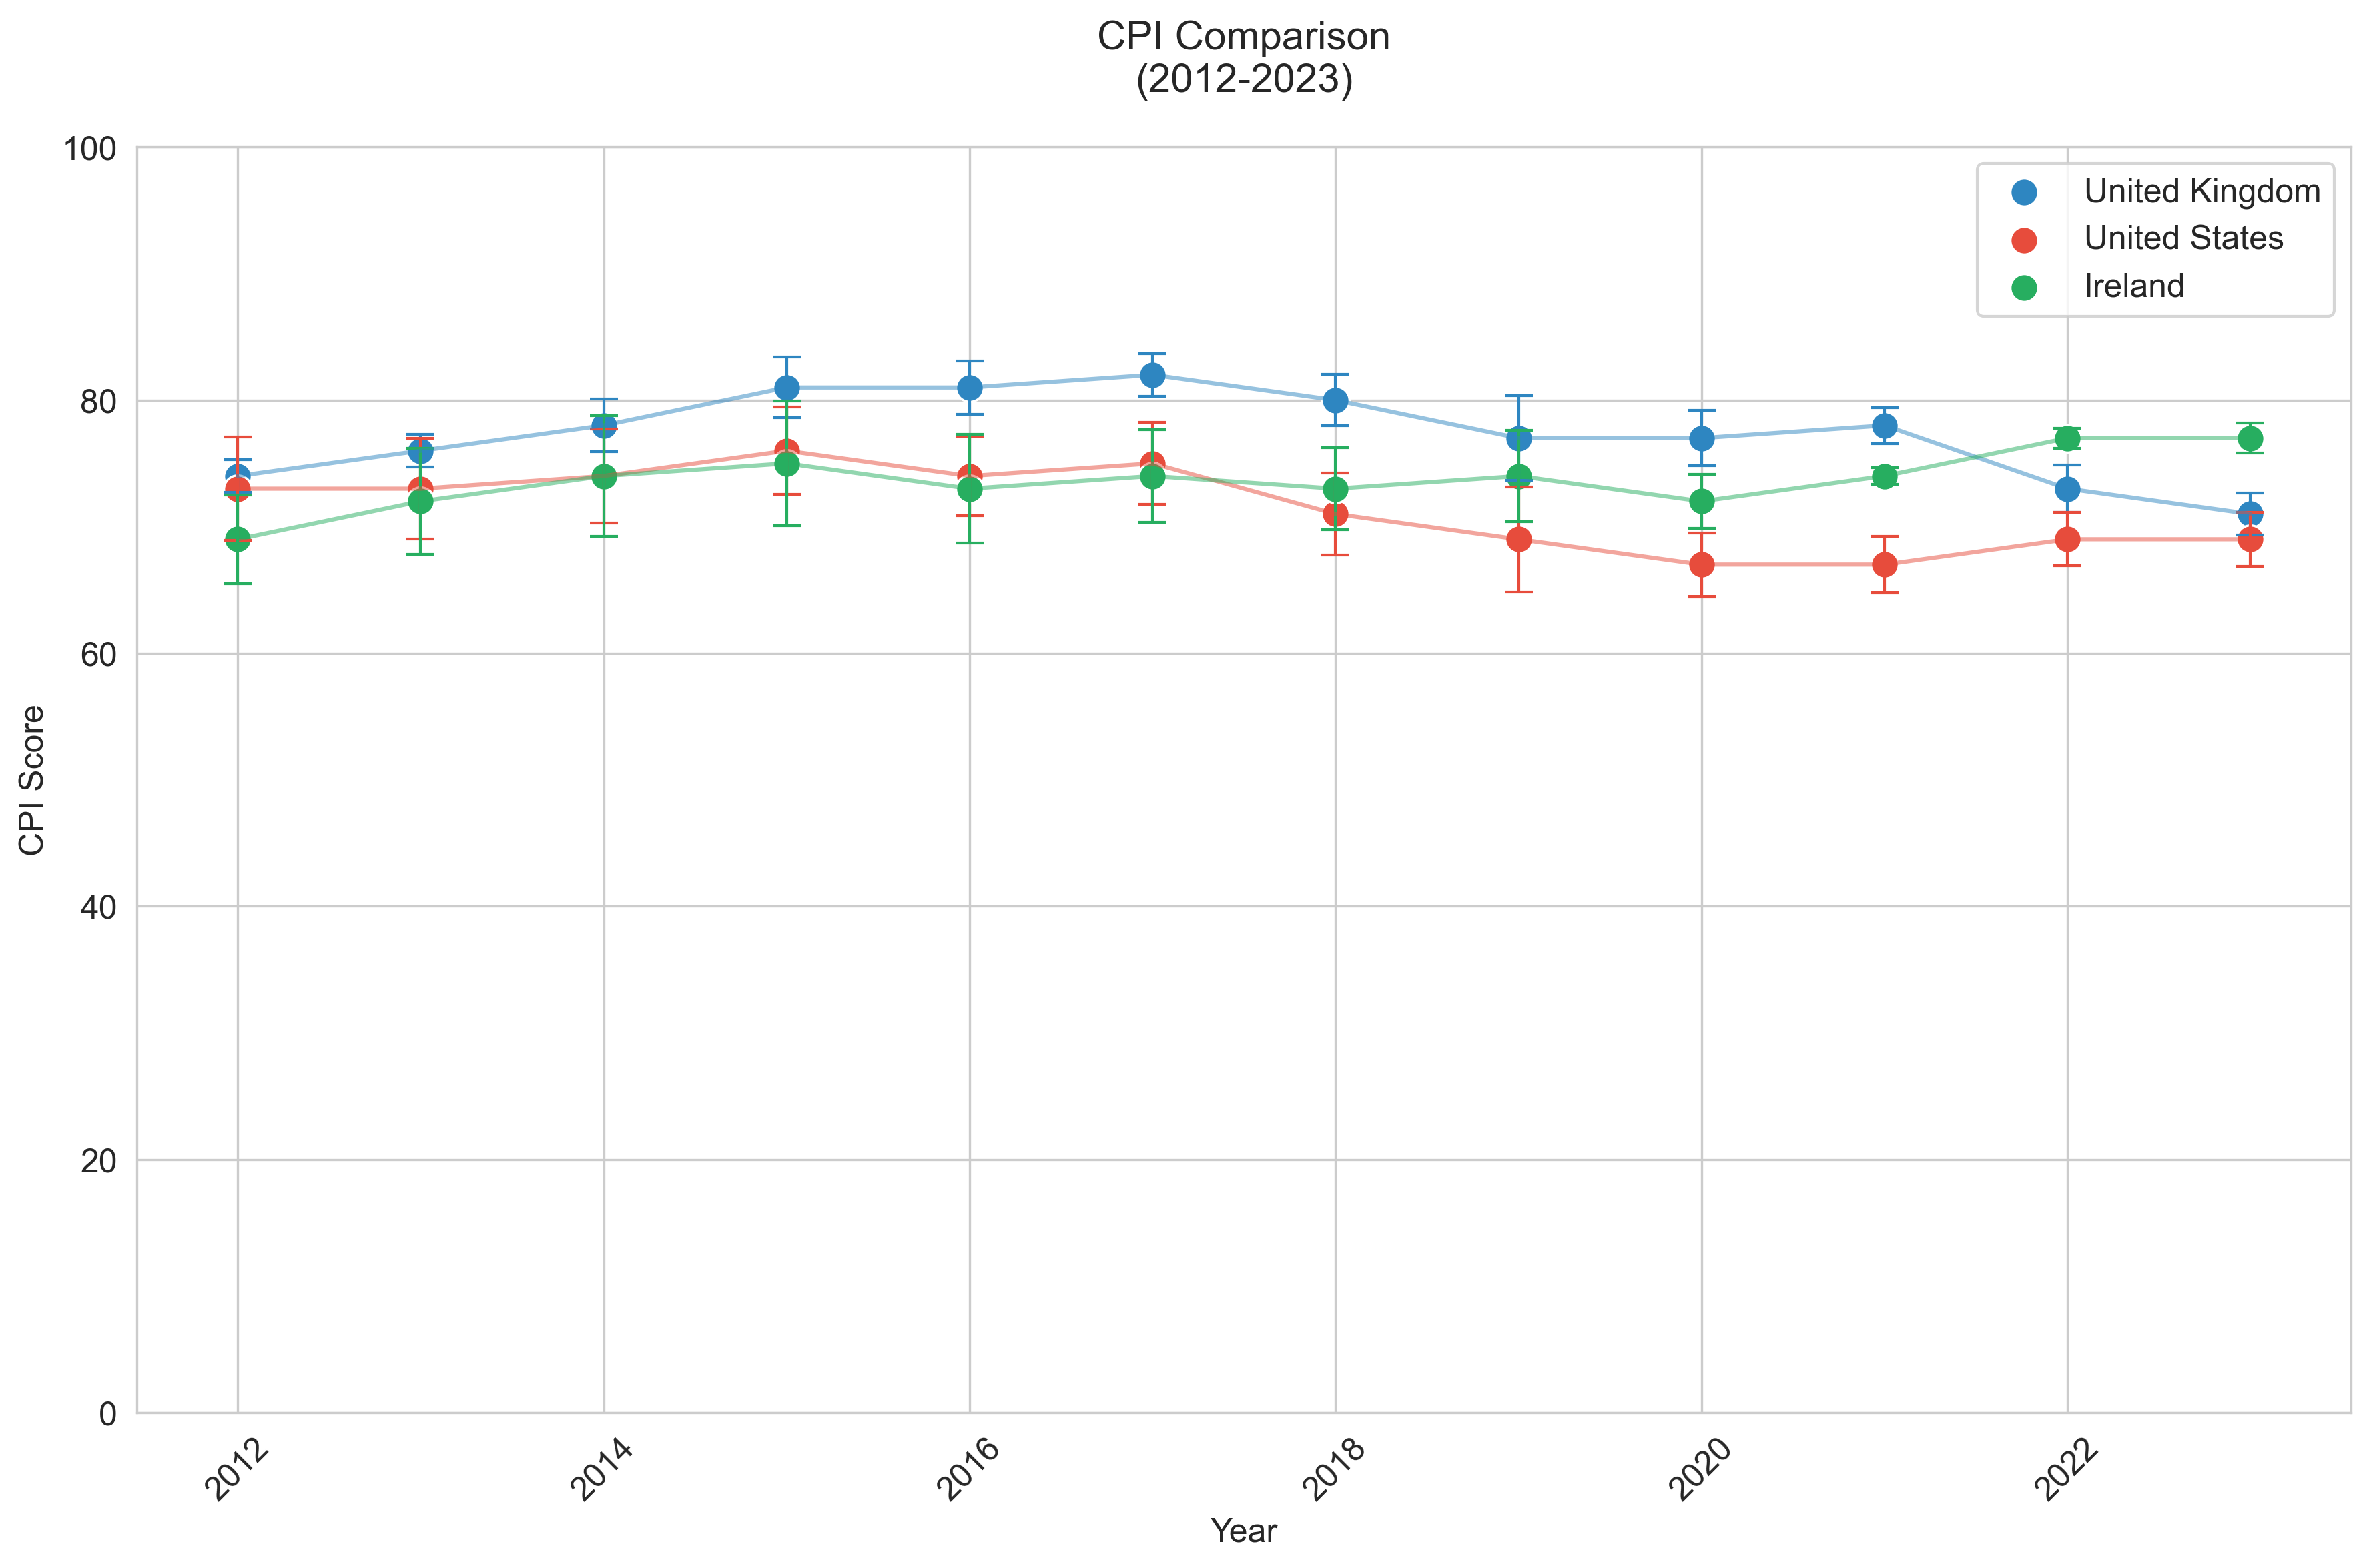 CPI Comparison
(2012-2023)
100
80
60
40
20
0
CPI Score
United Kingdom
United States
Ireland
2012
2014
2016
2018
2020
2022
Year